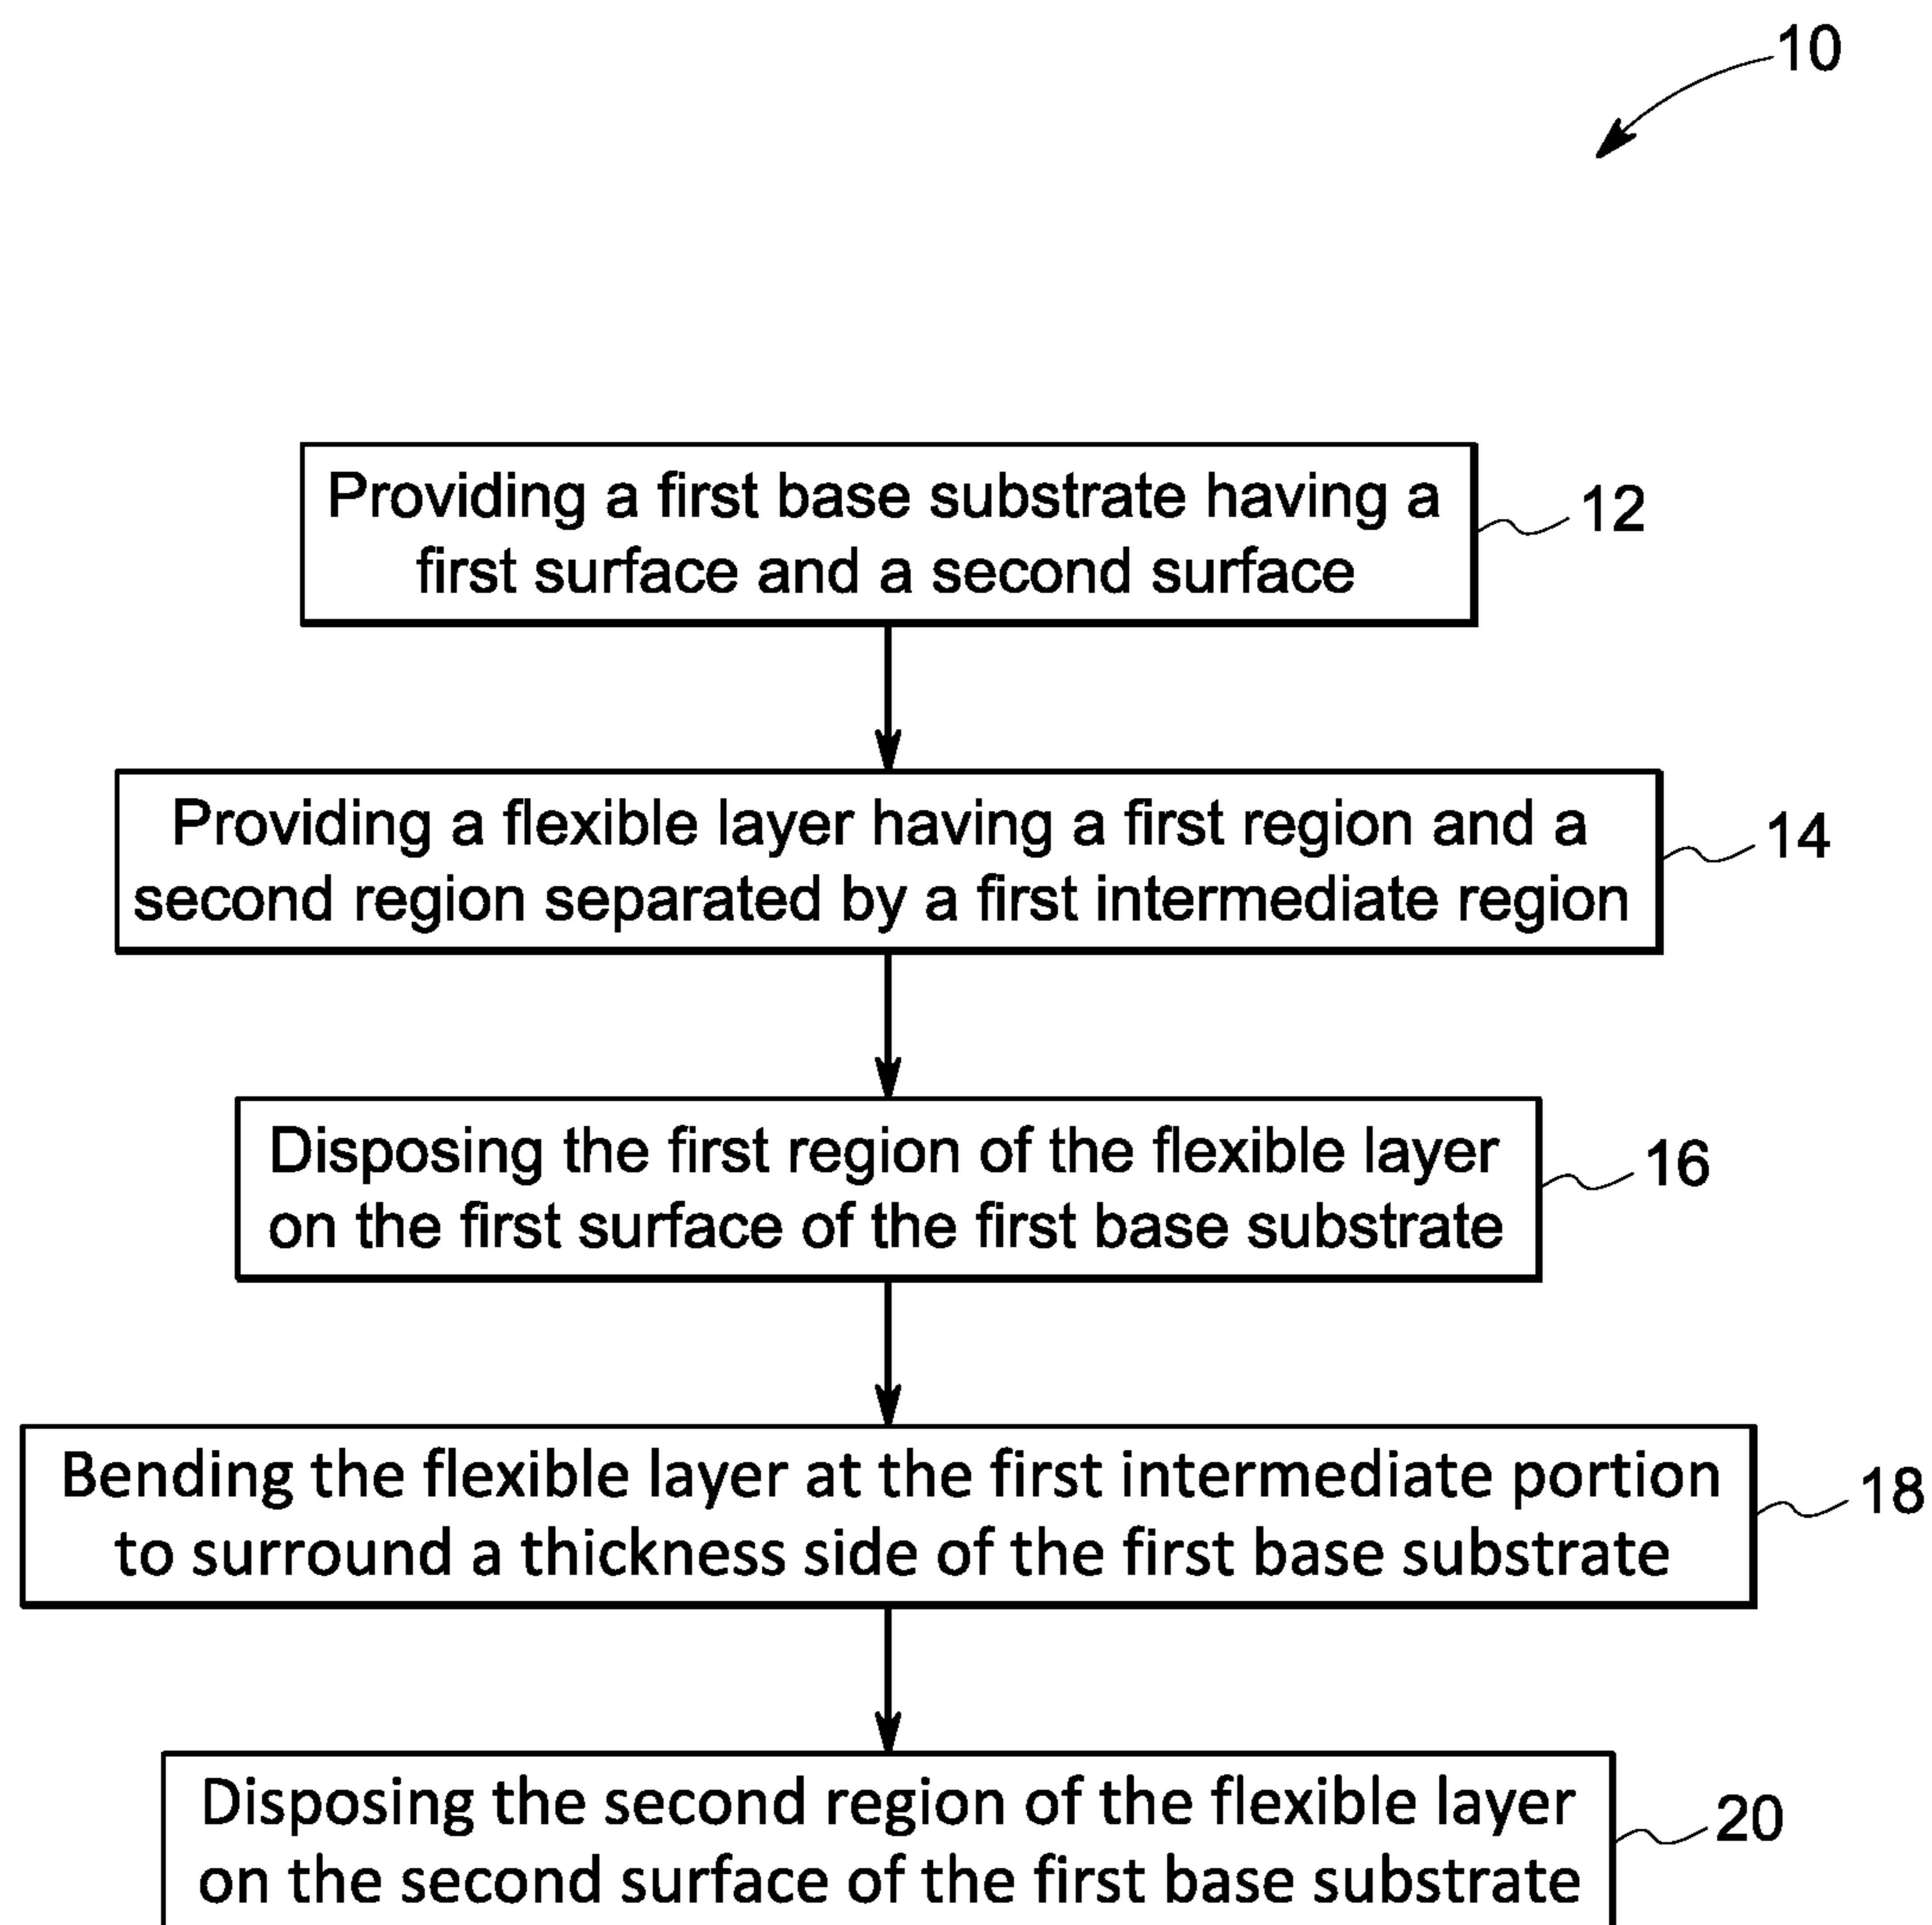 10
Providing a first base substrate having a
first surface and a second surface
12
Providing a flexible layer having a first region and a
second region separated by a first intermediate region
14
Disposing the first region of the flexible layer
on the first surface of the first base substrate
16
Bending the flexible layer at the first intermediate portion
to surround a thickness side of the first base substrate
18
Disposing the second region of the flexible layer
on the second surface of the first base substrate
20